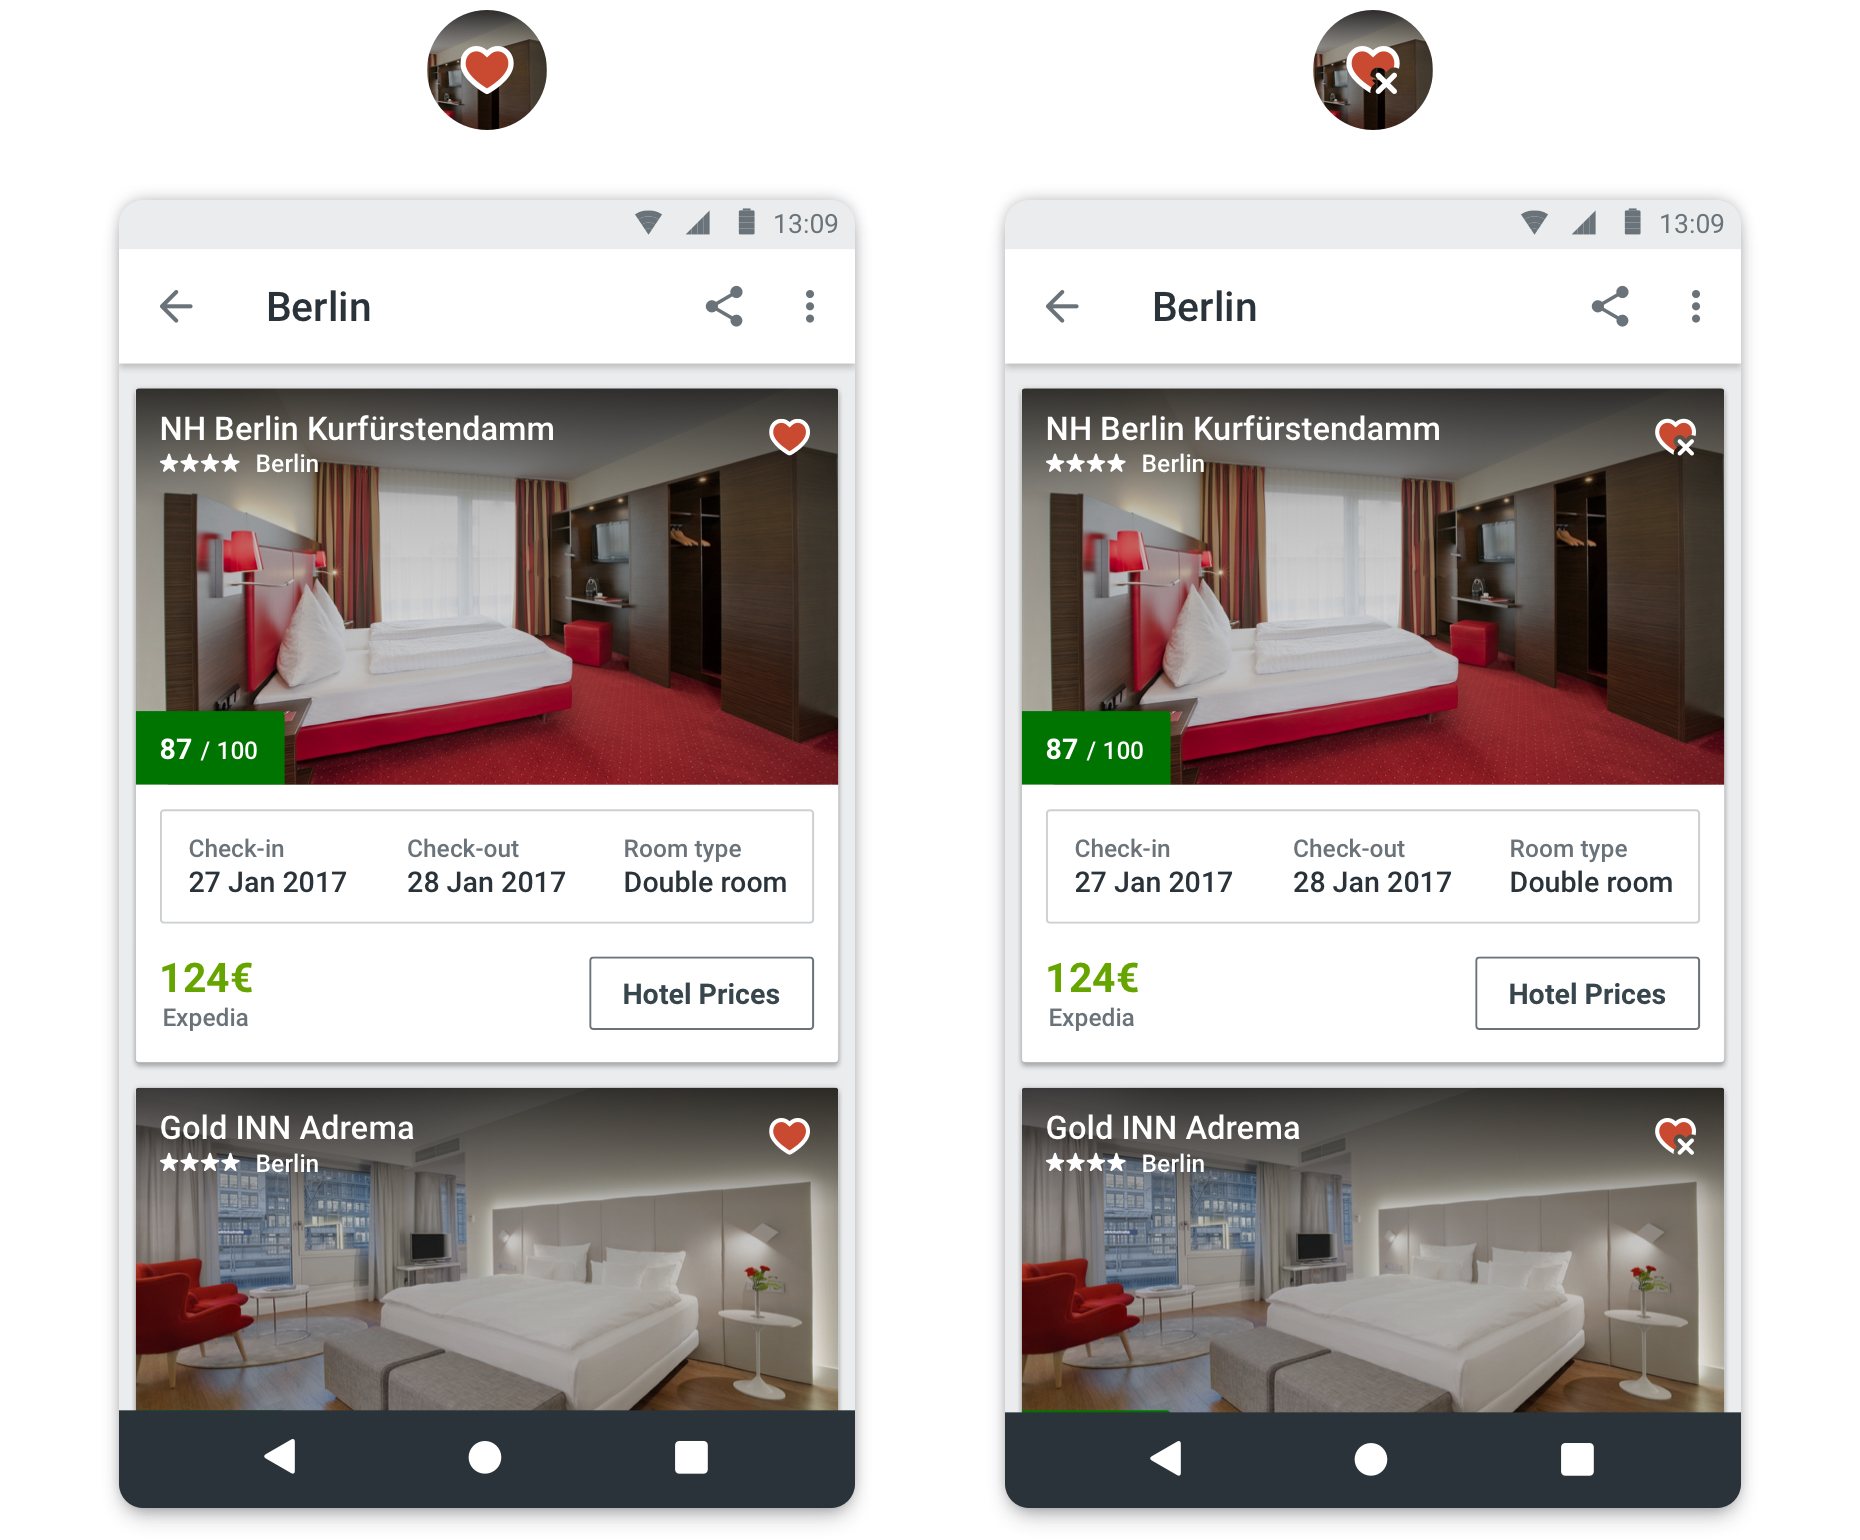 13:09
Berlin
NH Berlin Kurfürstendamm
Berlin
87 / 100
Check-in Check-out Room type
27 Jan 2017 28 Jan 2017 Double room
124€
Expedia
Hotel Prices
Gold INN Adrema
Berlin
13:09
Berlin
NH Berlin Kurfürstendamm
Berlin
87 / 100
Check-in Check-out Room type
27 Jan 2017 28 Jan 2017 Double room
124€
Expedia
Hotel Prices
Gold INN Adrema
Berlin